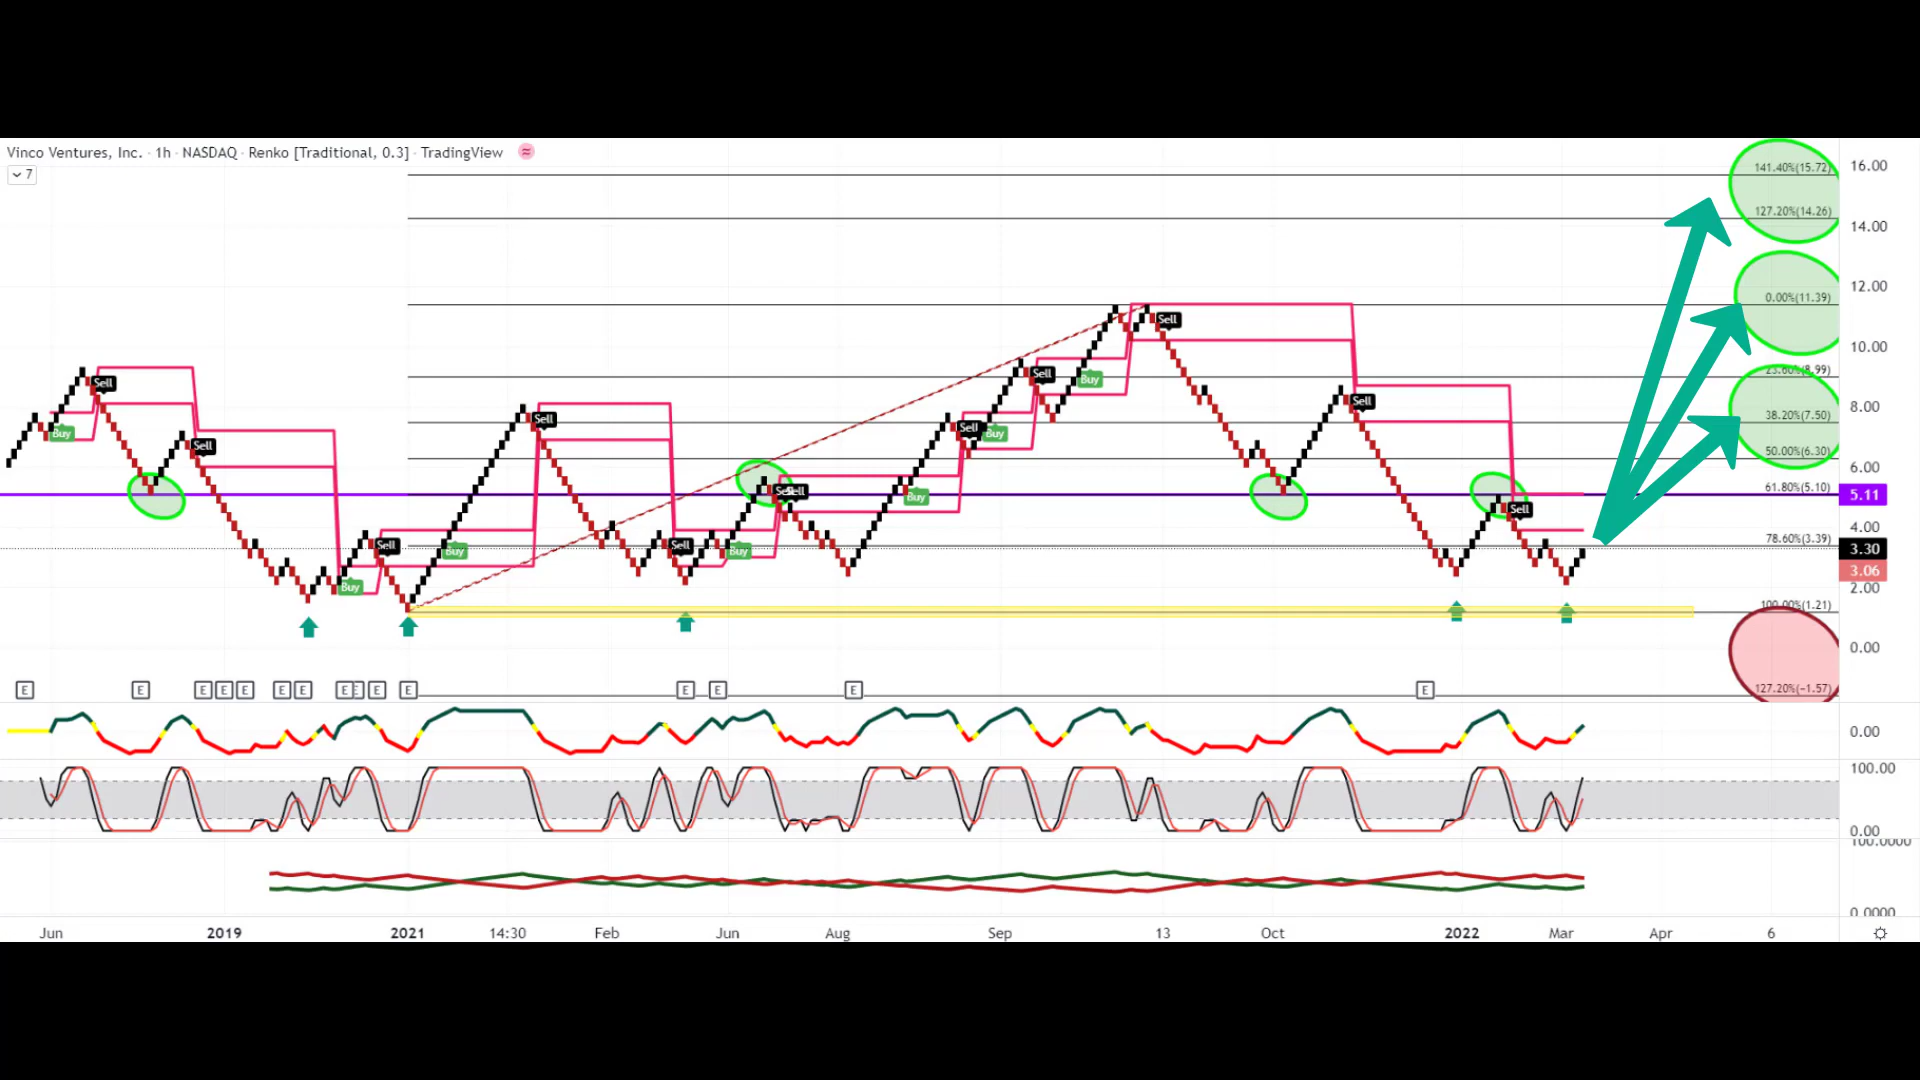 Vinco Ventures, Inc. · 1h · NASDAQ · Renko [Traditional, 0.3] · TradingView ≈
7
141.40%(15.72)
127.20%(14.26)
0.00%(11.39)
23.60%(8.99)
38.20%(7.50)
50.00%(6.30)
61.80%(5.10)
78.60%(3.39)
100.00%(1.21)
127.20%(−1.57)
16.00
14.00
12.00
10.00
8.00
6.00
5.11
4.00
3.30
3.06
2.00
0.00
Sell
Buy
Sell
Buy
Sell
Buy
Sell
Sell
Buy
Sell
Sell
Buy
Sell
Buy
Sell
Buy
Sell
Sell
Sell
E E E E E E E E E E E E E E E
0.00
100.00
0.00
100.0000
0.0000
Jun 2019 2021 14:30 Feb Jun Aug Sep 13 Oct 2022 Mar Apr 6